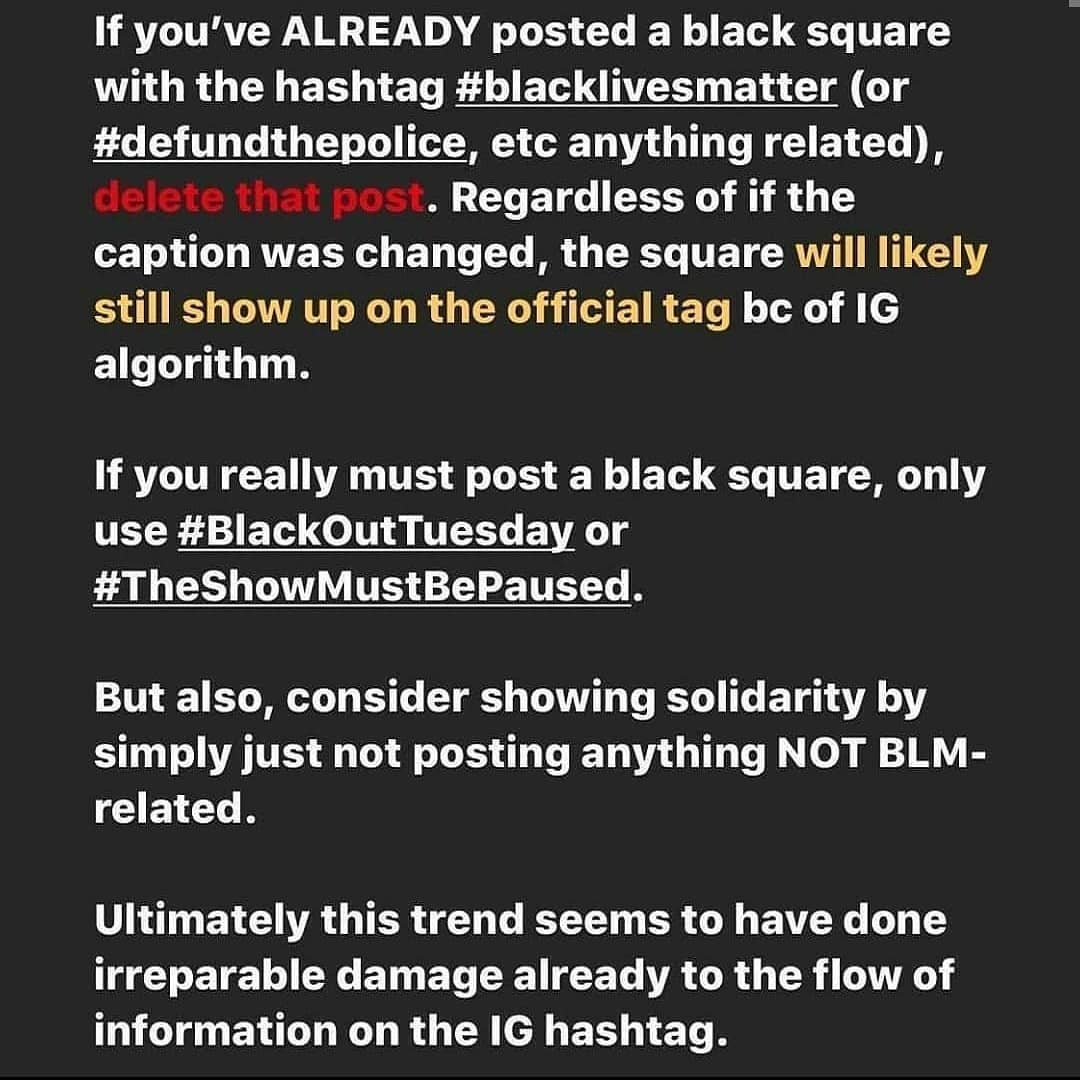 If you’ve ALREADY posted a black square
with the hashtag #blacklivesmatter (or
#defundthepolice, etc anything related),
delete that post. Regardless of if the
caption was changed, the square will likely
still show up on the official tag bc of IG
algorithm.
If you really must post a black square, only
use #BlackOutTuesday or
#TheShowMustBePaused.
But also, consider showing solidarity by
simply just not posting anything NOT BLM-
related.
Ultimately this trend seems to have done
irreparable damage already to the flow of
information on the IG hashtag.